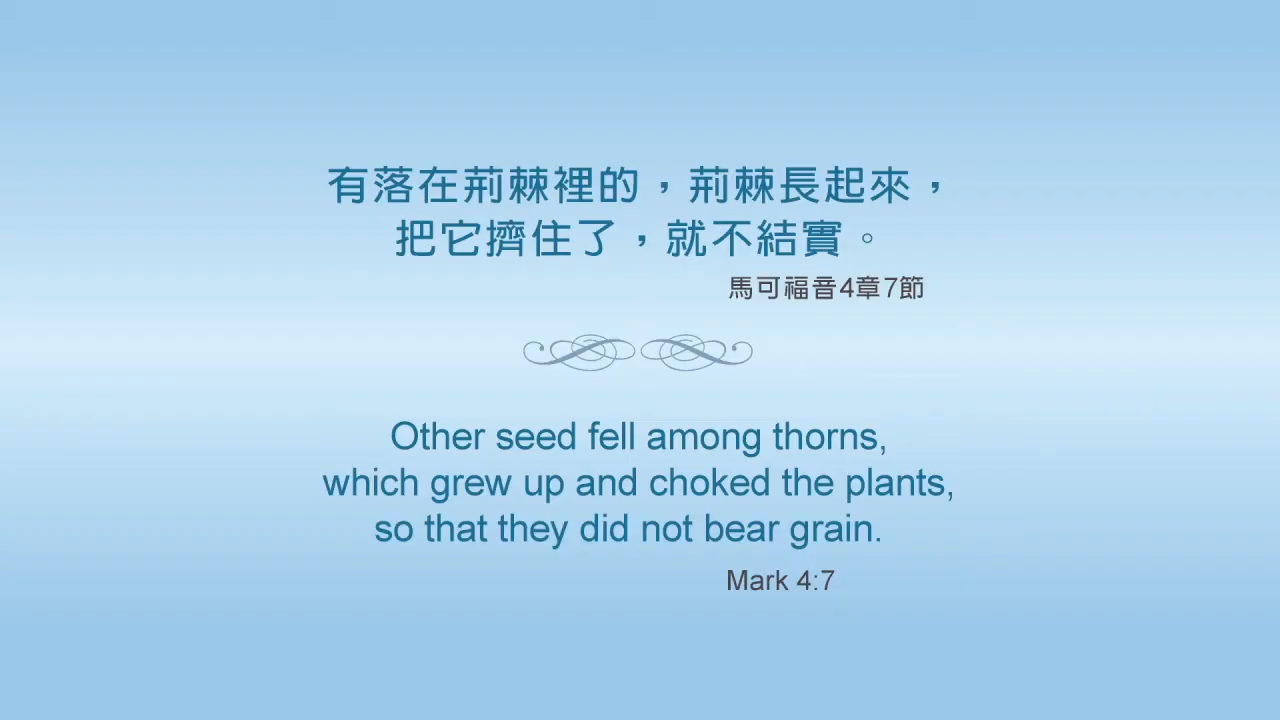 有落在荊棘裡的，荊棘長起來，
把它擠住了，就不結實。
馬可福音4章7節
Other seed fell among thorns,
which grew up and choked the plants,
so that they did not bear grain.
Mark 4:7